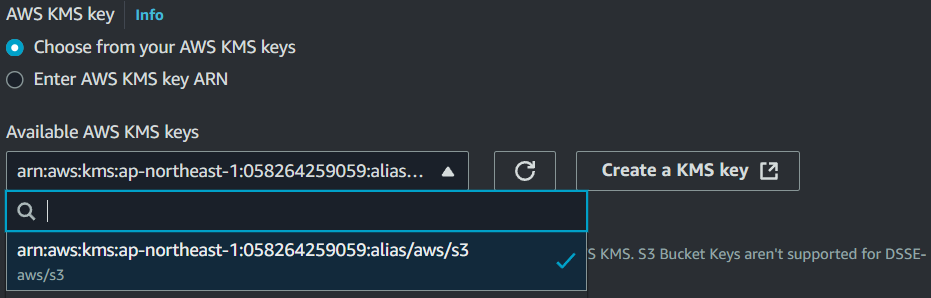 AWS KMS key Info
Choose from your AWS KMS keys
Enter AWS KMS key ARN
Available AWS KMS keys
arn:aws:kms:ap-northeast-1:058264259059:alias... Create a KMS key
arn:aws:kms:ap-northeast-1:058264259059:alias/aws/s3
aws/s3
S KMS. S3 Bucket Keys aren't supported for DSSE-